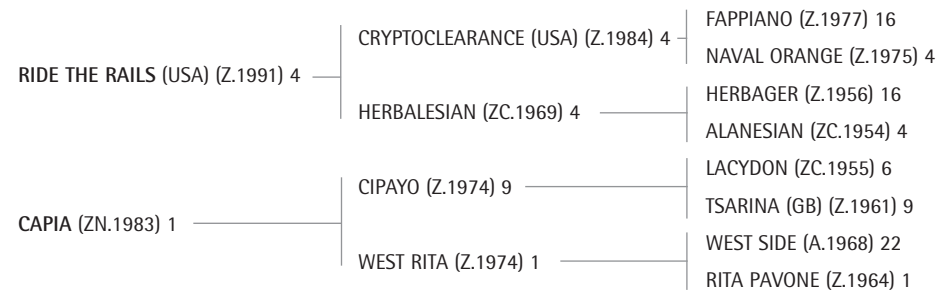 FAPPIANO (Z.1977) 16
CRYPTOCLEARANCE (USA) (Z.1984) 4
NAVAL ORANGE (Z.1975) 4
RIDE THE RAILS (USA) (Z.1991) 4
HERBAGER (Z.1956) 16
HERBALESIAN (ZC.1969) 4
ALANESIAN (ZC.1954) 4
LACYDON (ZC.1955) 6
CIPAYO (Z.1974) 9
TSARINA (GB) (Z.1961) 9
CAPIA (ZN.1983) 1
WEST SIDE (A.1968) 22
WEST RITA (Z.1974) 1
RITA PAVONE (Z.1964) 1